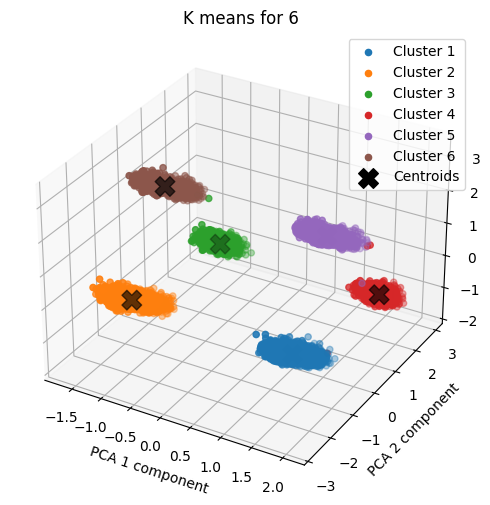 K means for 6
Cluster 1
Cluster 2
Cluster 3
Cluster 4
Cluster 5
Cluster 6
Centroids
3
2
1
0
−1
−2
3
2
1
0
−1
−2
−3
−1.5
−1.0
−0.5
0.0
0.5
1.0
1.5
2.0
PCA 1 component
PCA 2 component